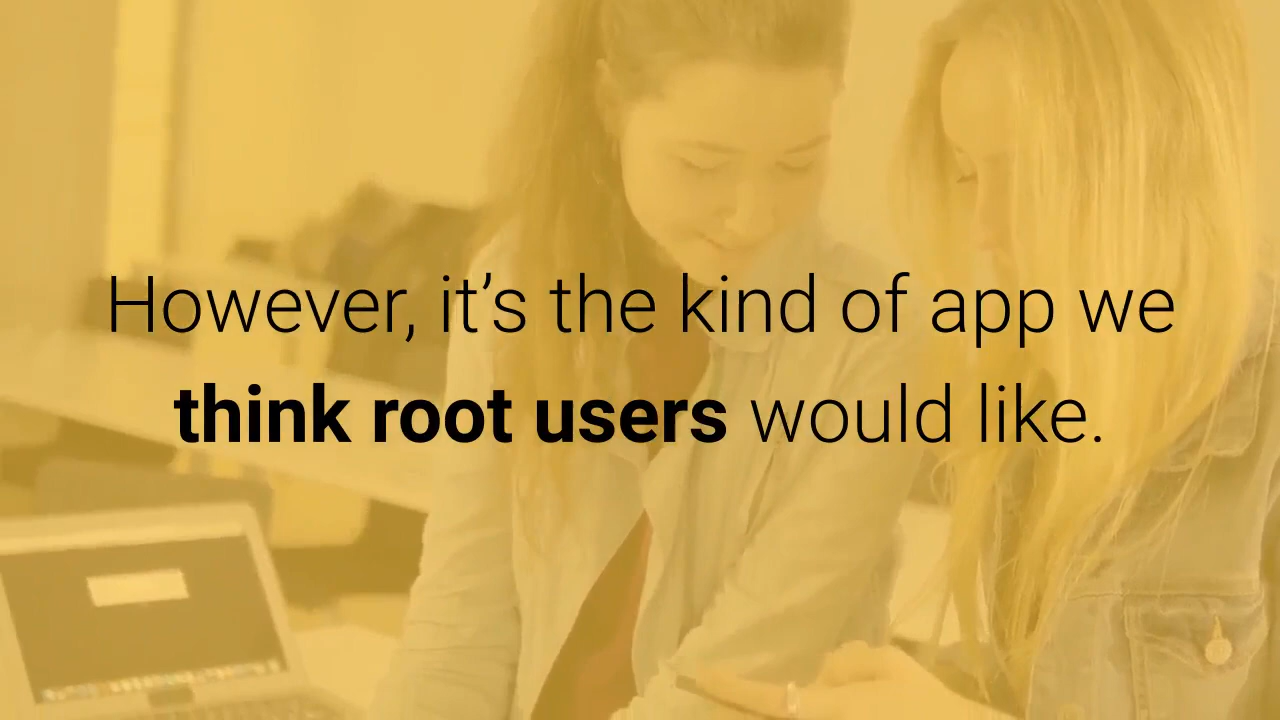 However, it’s the kind of app we
think root users would like.